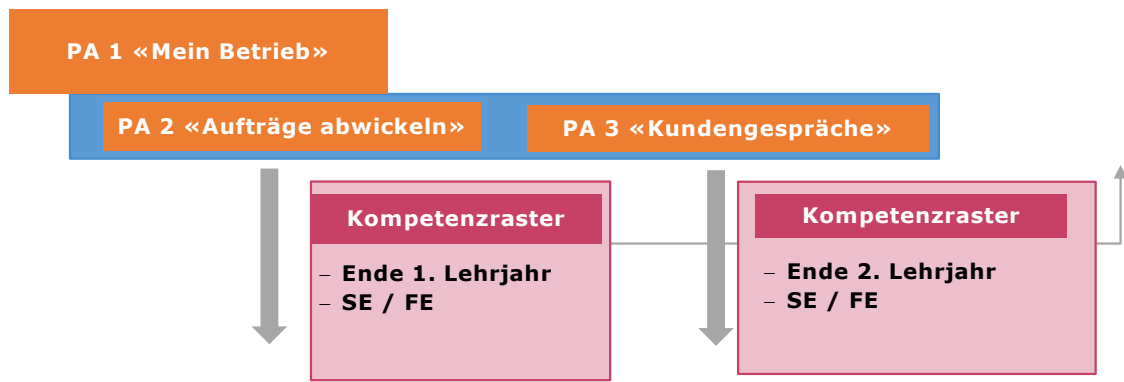 PA 1 «Mein Betrieb»
PA 2 «Aufträge abwickeln»
PA 3 «Kundengespräche»
Kompetenzraster
– Ende 1. Lehrjahr
– SE / FE
Kompetenzraster
– Ende 2. Lehrjahr
– SE / FE